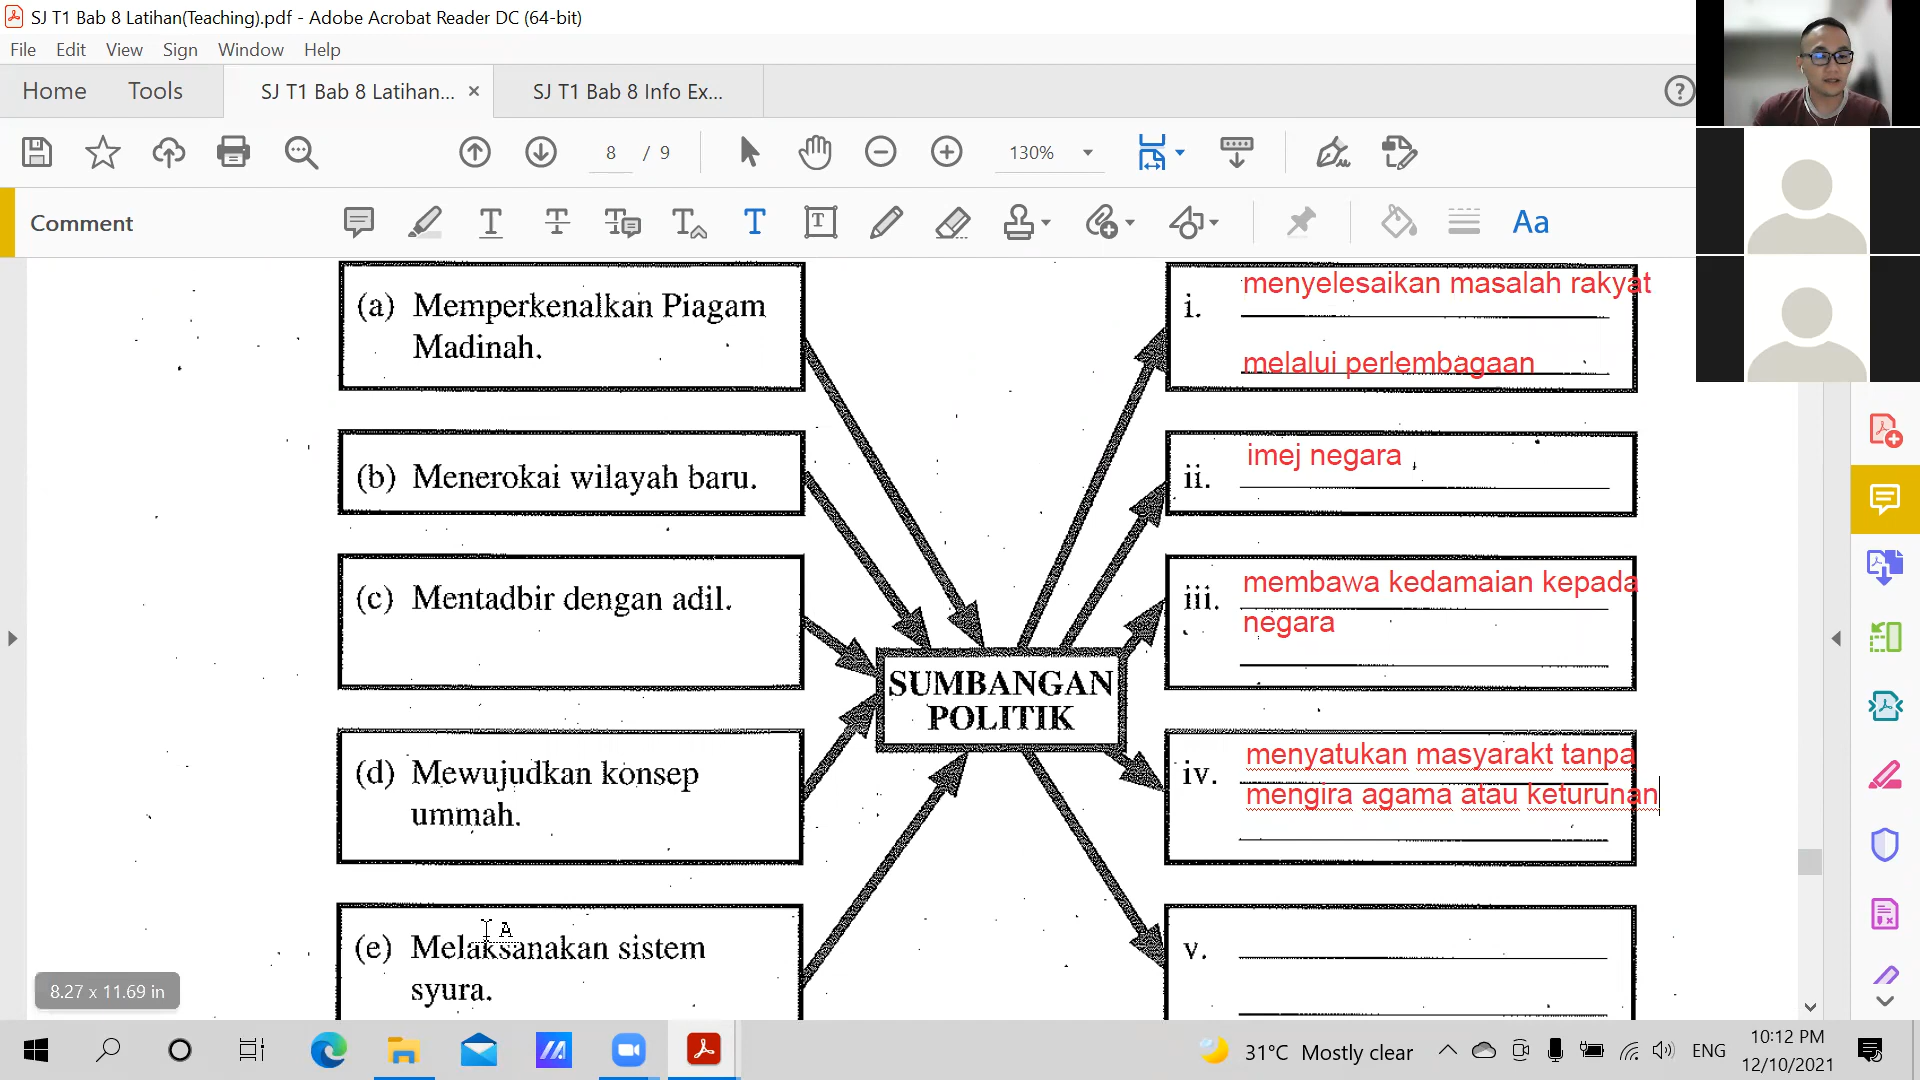 SJ T1 Bab 8 Latihan(Teaching).pdf - Adobe Acrobat Reader DC (64-bit)
File Edit View Sign Window Help
Home Tools SJ T1 Bab 8 Latihan... × SJ T1 Bab 8 Info Ex...
8 / 9 130%
Comment
(a) Memperkenalkan Piagam
Madinah.
(b) Menerokai wilayah baru.
(c) Mentadbir dengan adil.
(d) Mewujudkan konsep
ummah.
(e) Melaksanakan sistem
syura.
SUMBANGAN
POLITIK
i. menyelesaikan masalah rakyat
melalui perlembagaan
ii. imej negara
iii. membawa kedamaian kepada
negara
iv. menyatukan masyarakt tanpa
mengira agama atau keturunan
v.
8.27 x 11.69 in
31°C Mostly clear
ENG
10:12 PM
12/10/2021